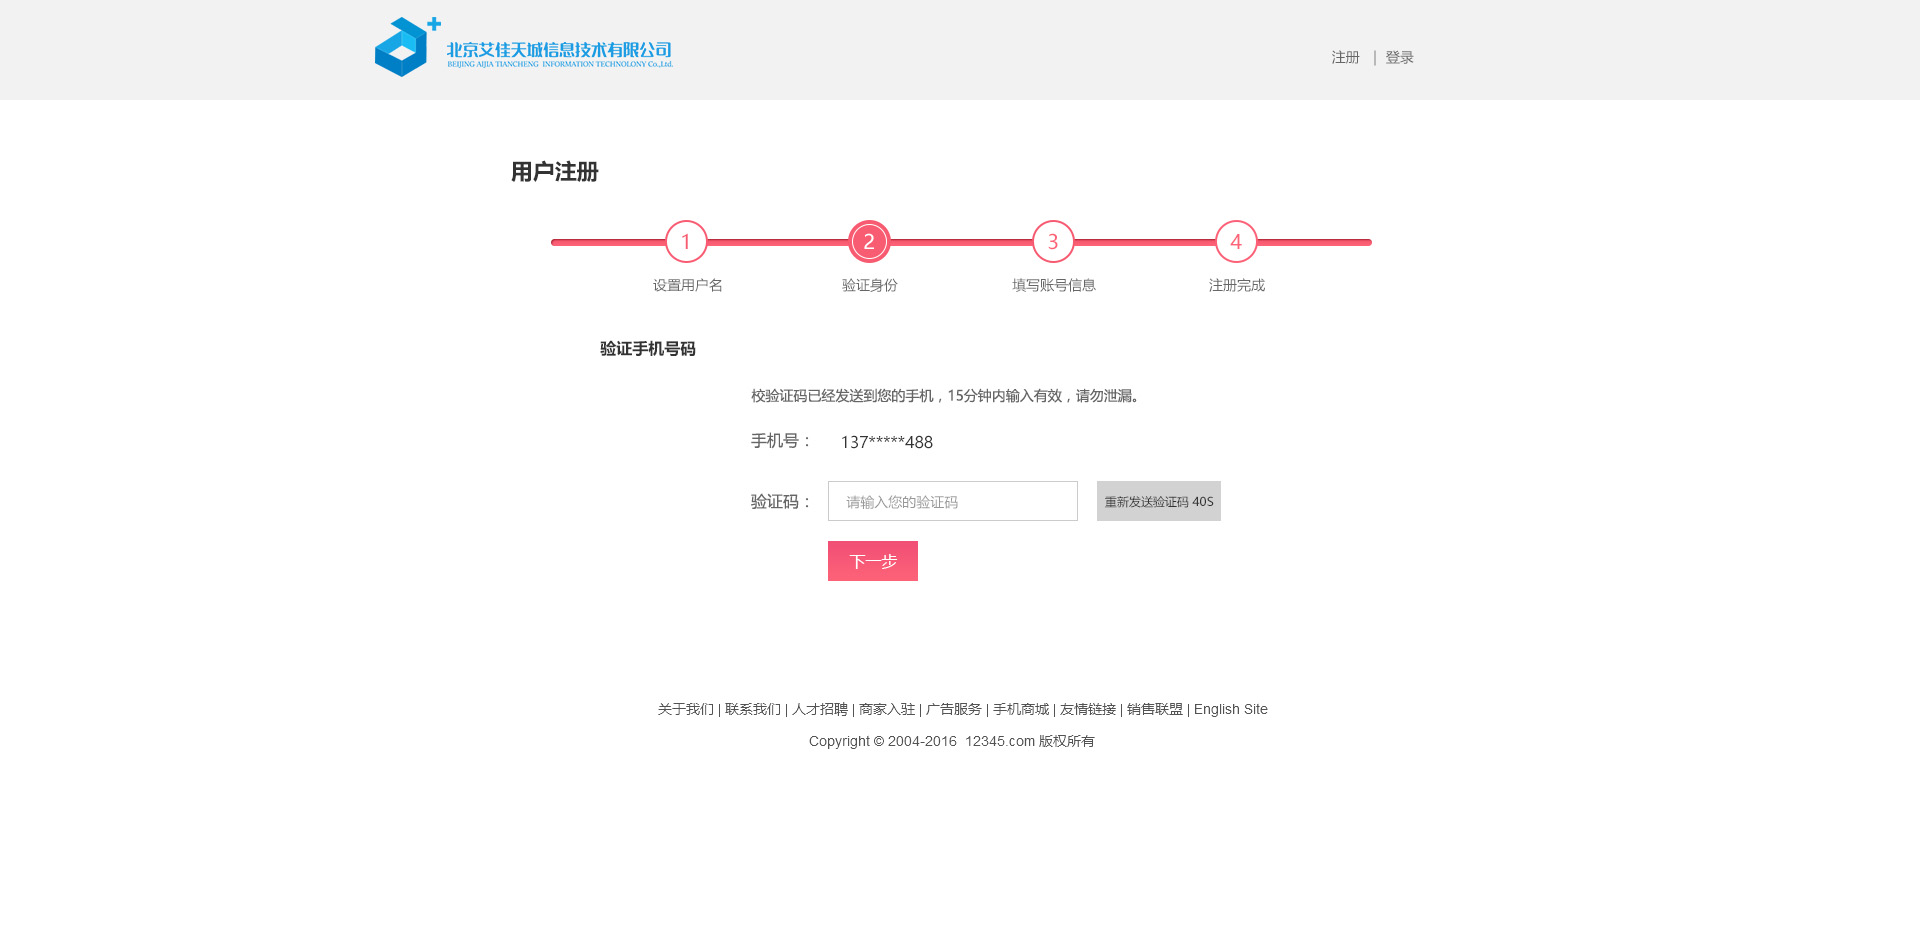 北京艾佳天诚信息技术有限公司
BEIJING AIJIA TIANCHENG INFORMATION TECHNOLONY Co.,Ltd.
注册 | 登录
用户注册
1 2 3 4
设置用户名 验证身份 填写账号信息 注册完成
验证手机号码
校验证码已经发送到您的手机，15分钟内输入有效，请勿泄漏。
手机号： 137*****488
验证码： 请输入您的验证码 重新发送验证码 40S
下一步
关于我们 | 联系我们 | 人才招聘 | 商家入驻 | 广告服务 | 手机商城 | 友情链接 | 销售联盟 | English Site
Copyright © 2004-2016 12345.com 版权所有